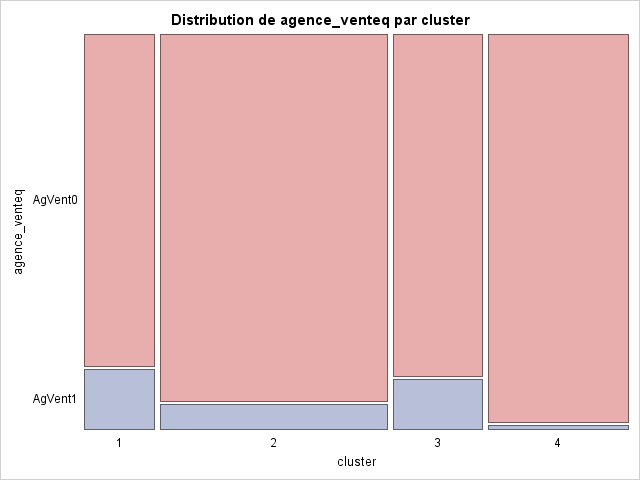 Distribution de agence_venteq par cluster
agence_venteq
AgVent0
AgVent1
1 2 3 4
cluster